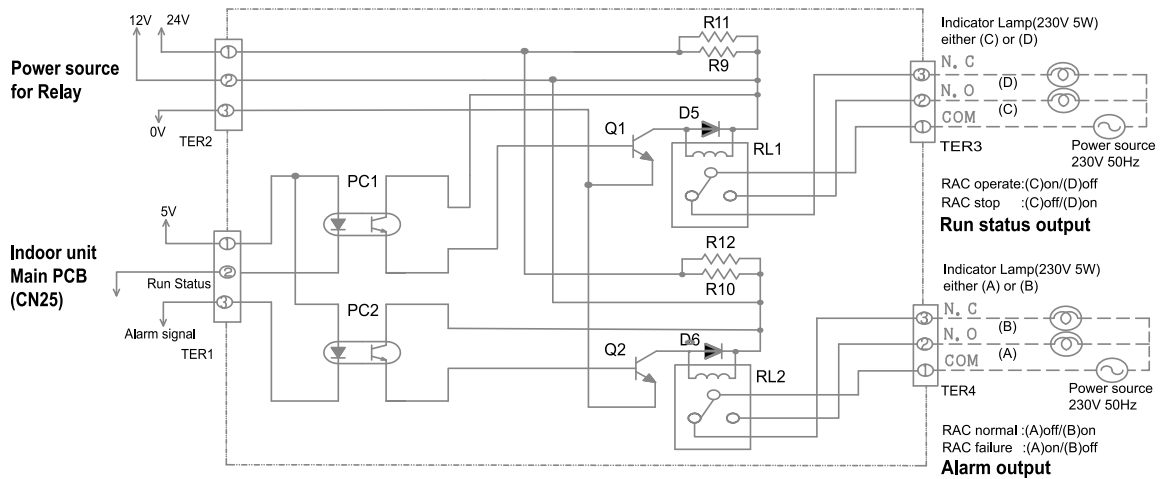 12V 24V
Power source
for Relay
0V
TER2
1
2
3
R11
R9
D5
Q1
RL1
3 N.C
2 N.O
1 COM
TER3
(D)
(C)
Indicator Lamp(230V 5W)
either (C) or (D)
Power source
230V 50Hz
RAC operate:(C)on/(D)off
RAC stop :(C)off/(D)on
Run status output
5V
Indoor unit
Main PCB
(CN25)
1
2
3
Run Status
Alarm signal
TER1
PC1
PC2
R12
R10
D6
Q2
RL2
3 N.C
2 N.O
1 COM
TER4
(B)
(A)
Indicator Lamp(230V 5W)
either (A) or (B)
Power source
230V 50Hz
RAC normal :(A)off/(B)on
RAC failure :(A)on/(B)off
Alarm output